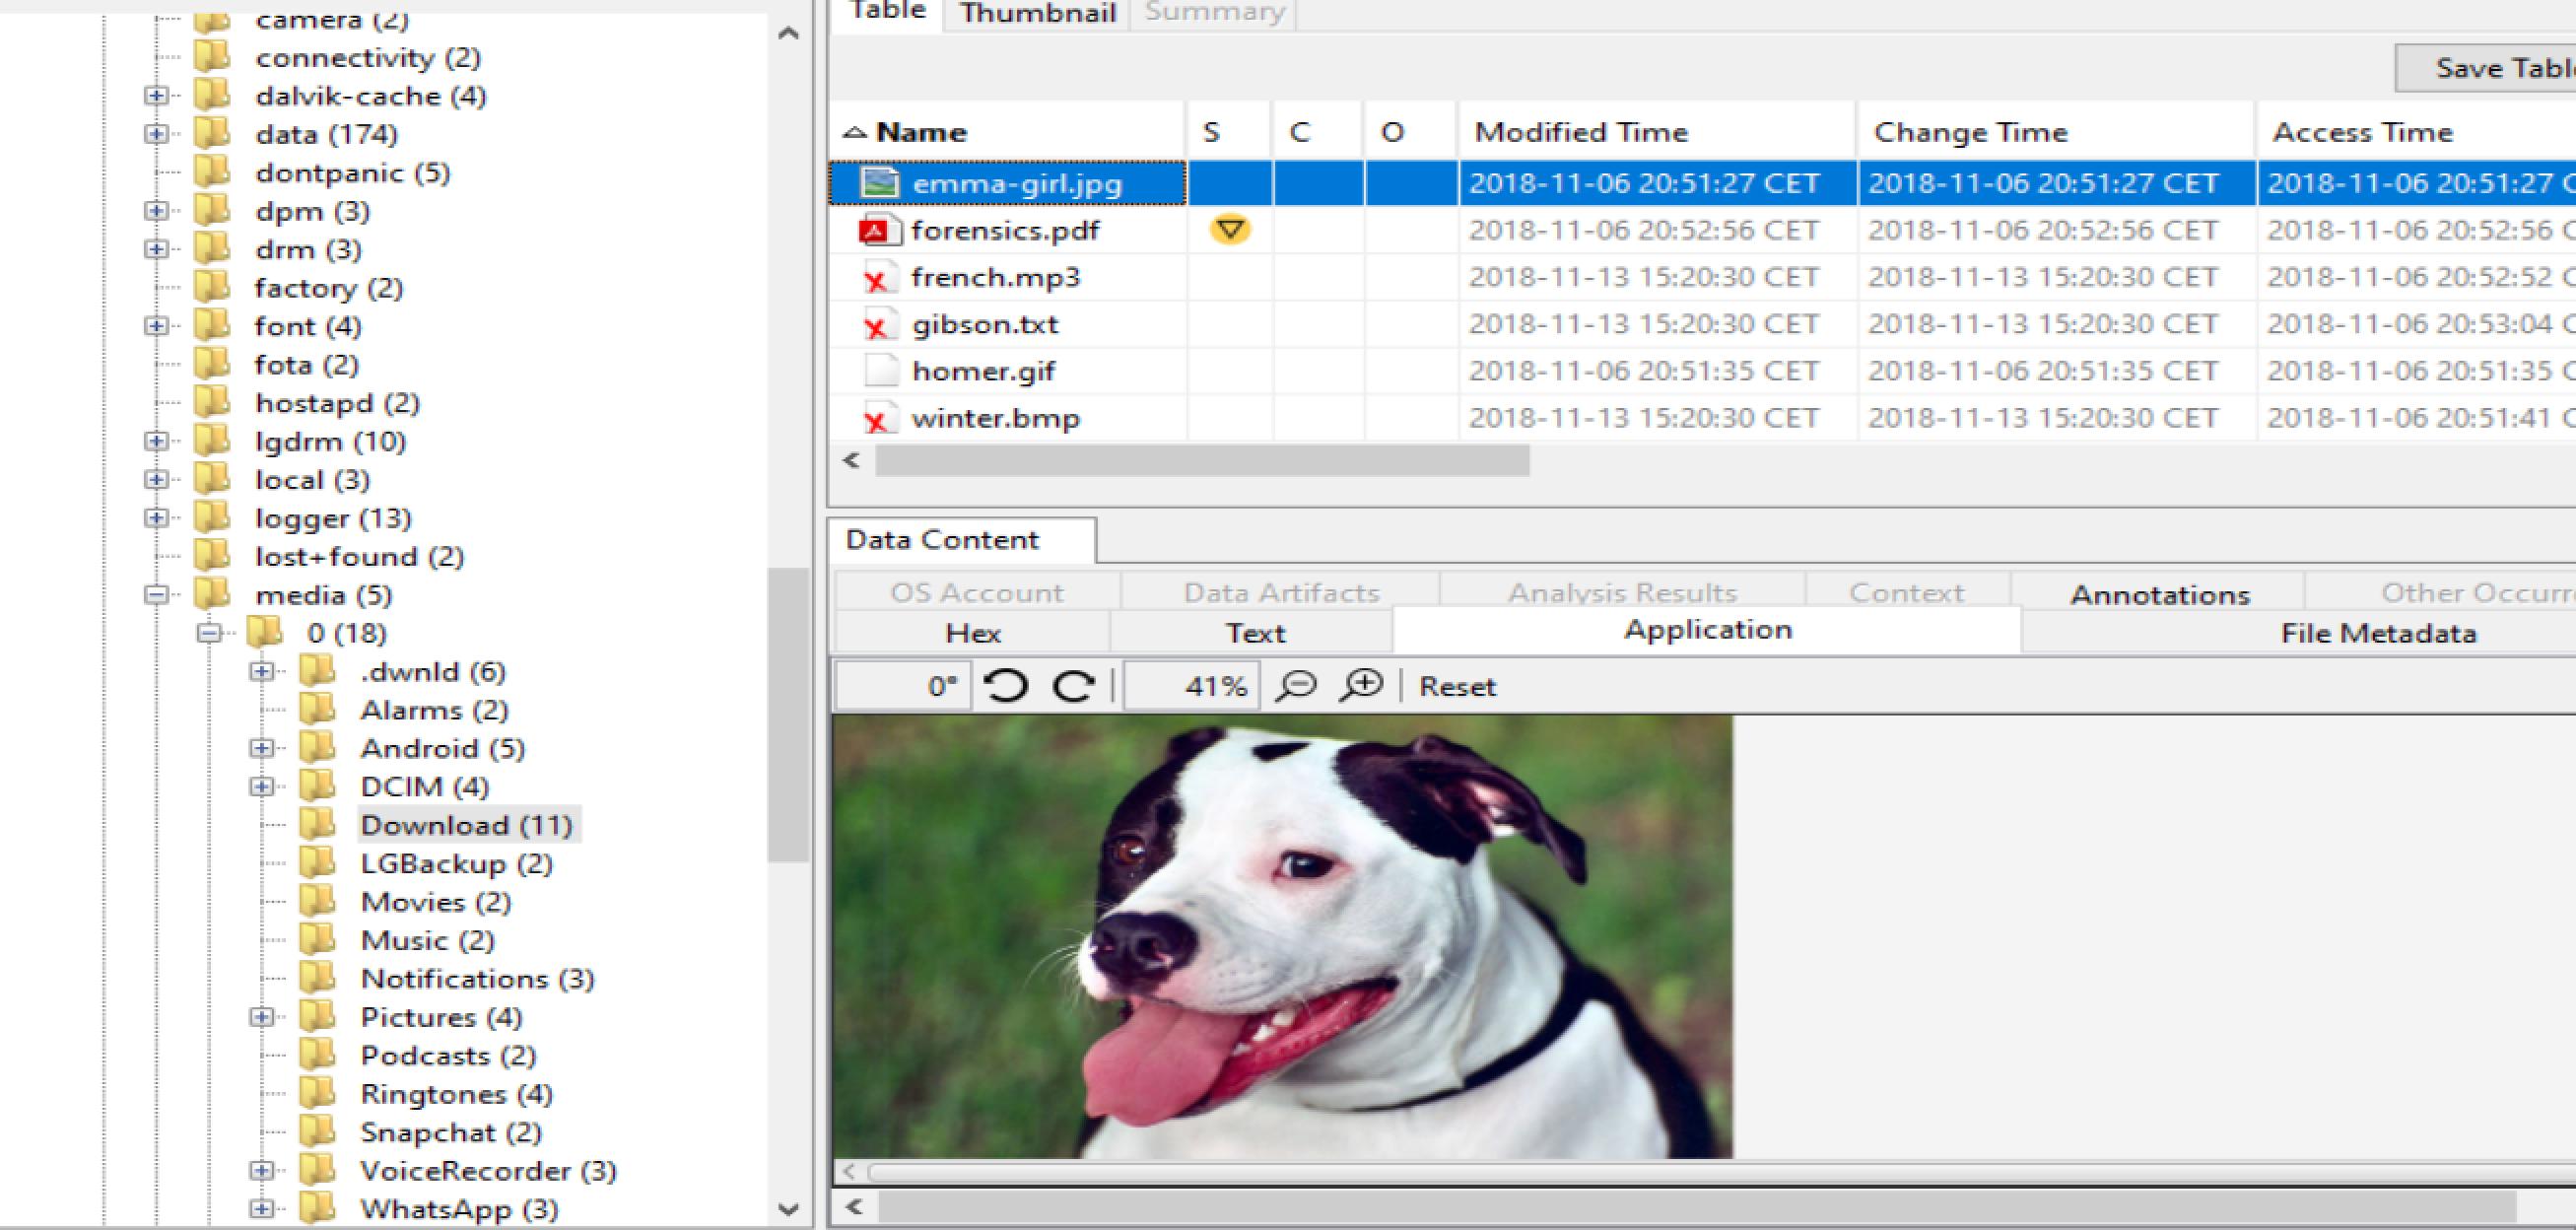 camera (2)
connectivity (2)
dalvik-cache (4)
data (174)
dontpanic (5)
dpm (3)
drm (3)
factory (2)
font (4)
fota (2)
hostapd (2)
lgdrm (10)
local (3)
logger (13)
lost+found (2)
media (5)
0 (18)
.dwnld (6)
Alarms (2)
Android (5)
DCIM (4)
Download (11)
LGBackup (2)
Movies (2)
Music (2)
Notifications (3)
Pictures (4)
Podcasts (2)
Ringtones (4)
Snapchat (2)
VoiceRecorder (3)
WhatsApp (3)
Table Thumbnail Summary
Save Table
Name S C O Modified Time Change Time Access Time
emma-girl.jpg 2018-11-06 20:51:27 CET 2018-11-06 20:51:27 CET 2018-11-06 20:51:27 C
forensics.pdf 2018-11-06 20:52:56 CET 2018-11-06 20:52:56 CET 2018-11-06 20:52:56 C
french.mp3 2018-11-13 15:20:30 CET 2018-11-13 15:20:30 CET 2018-11-06 20:52:52 C
gibson.txt 2018-11-13 15:20:30 CET 2018-11-13 15:20:30 CET 2018-11-06 20:53:04 C
homer.gif 2018-11-06 20:51:35 CET 2018-11-06 20:51:35 CET 2018-11-06 20:51:35 C
winter.bmp 2018-11-13 15:20:30 CET 2018-11-13 15:20:30 CET 2018-11-06 20:51:41 C
Data Content
OS Account Data Artifacts Analysis Results Context Annotations Other Occurr
Hex Text Application File Metadata
0° 41% Reset